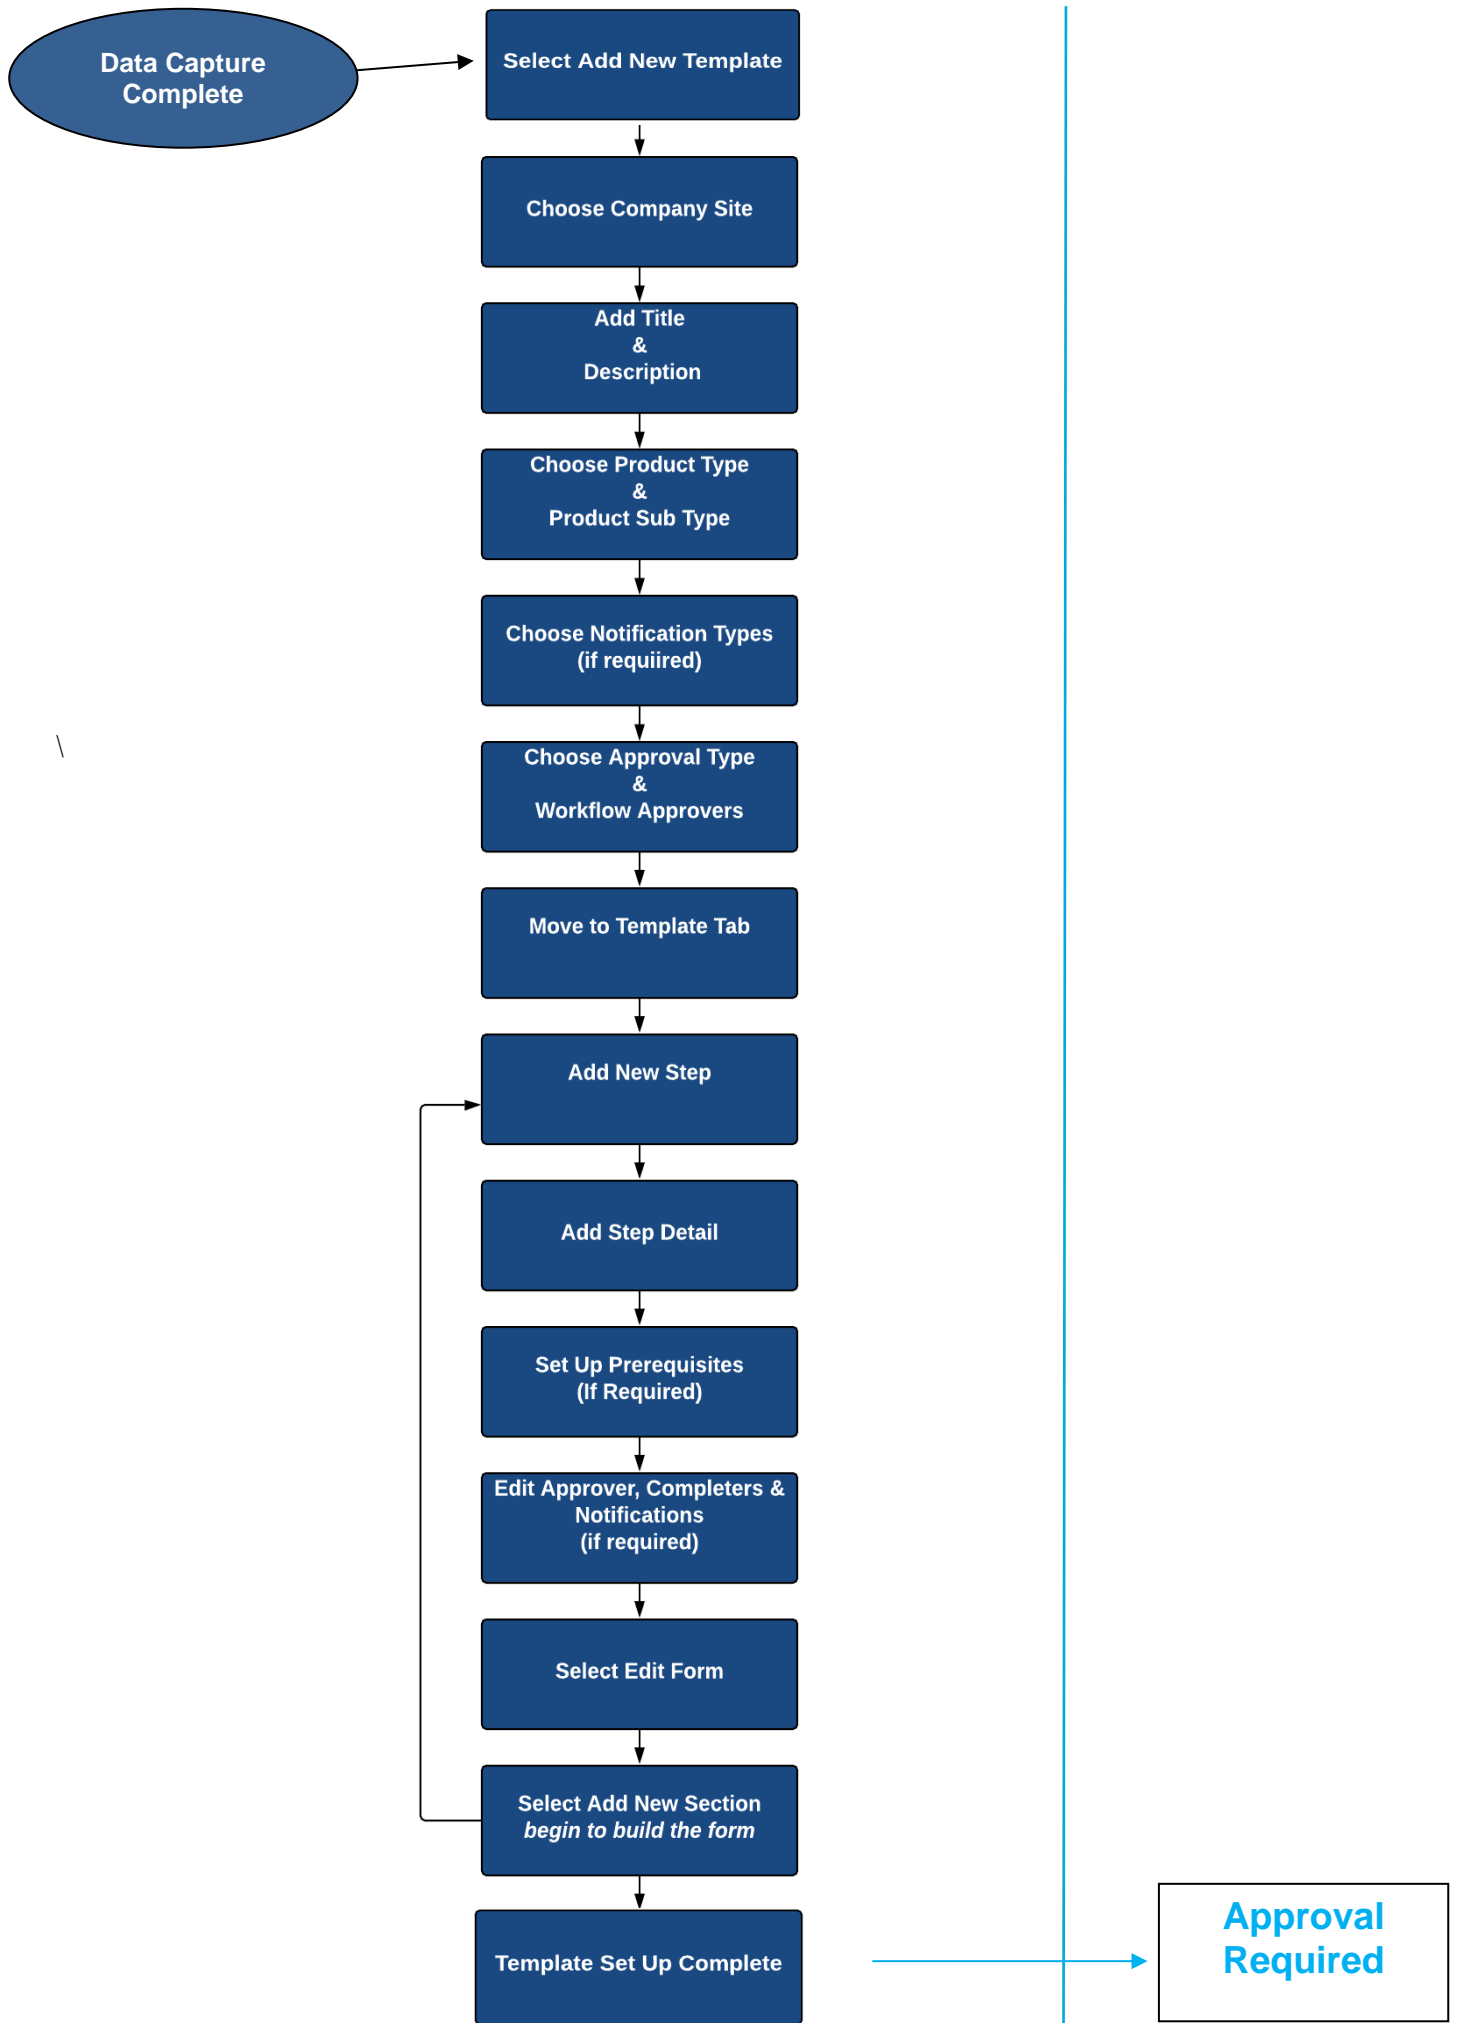 Data Capture
Complete
Select Add New Template
Choose Company Site
Add Title
&
Description
Choose Product Type
&
Product Sub Type
Choose Notification Types
(if requiired)
\
Choose Approval Type
&
Workflow Approvers
Move to Template Tab
Add New Step
Add Step Detail
Set Up Prerequisites
(If Required)
Edit Approver, Completers &
Notifications
(if required)
Select Edit Form
Select Add New Section
begin to build the form
Template Set Up Complete
Approval
Required